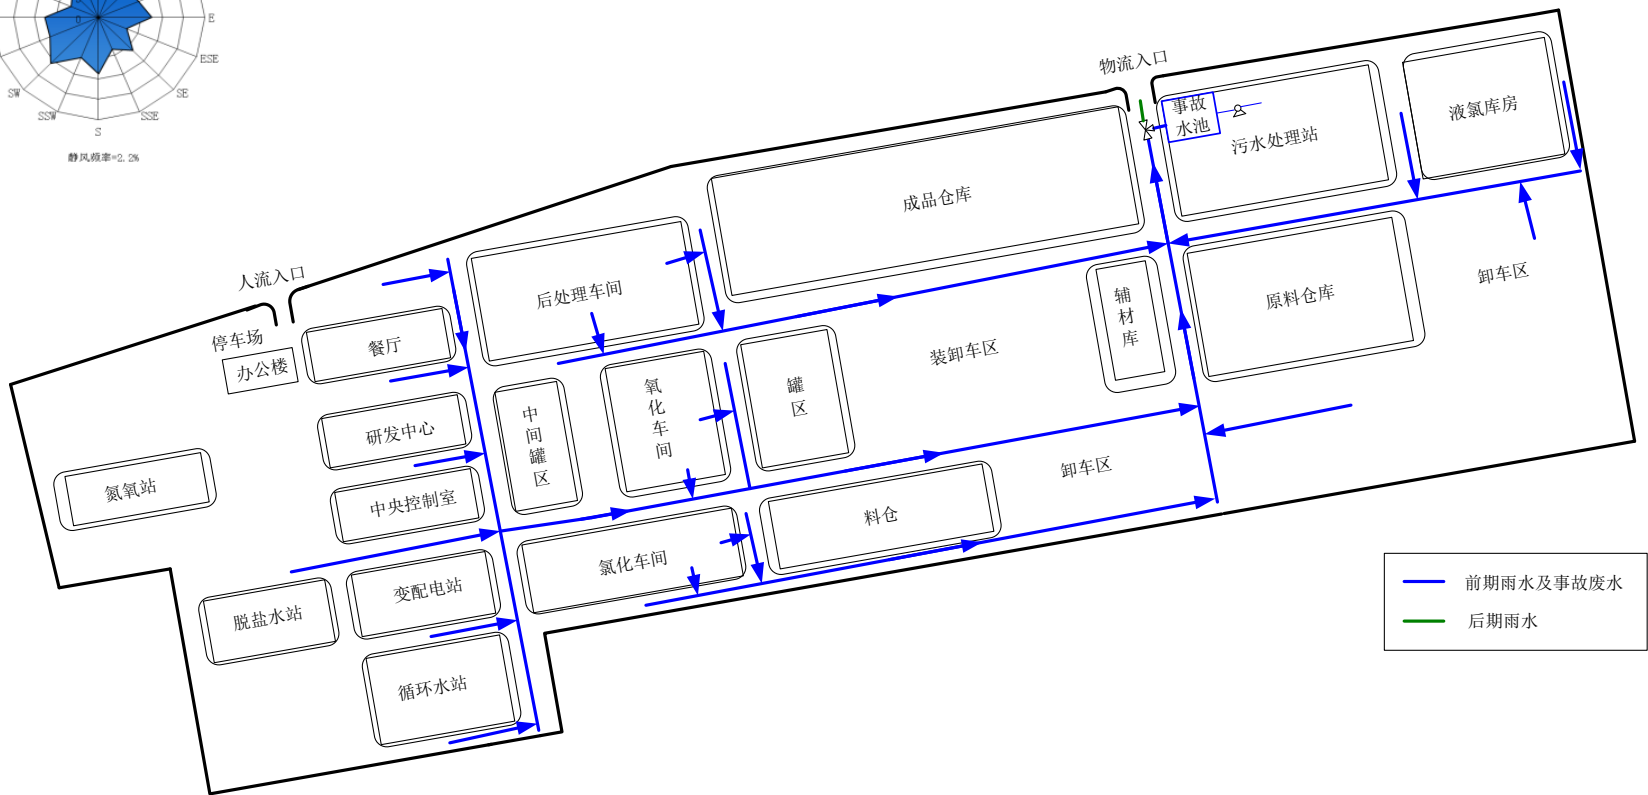 0
E
ESE
SE
SSE
S
SSW
SW
静风频率=2.2%
物流入口
事故
水池
污水处理站
液氯库房
成品仓库
人流入口
停车场
办公楼
餐厅
后处理车间
辅材库
原料仓库
卸车区
装卸车区
研发中心
中间罐区
氧化车间
罐区
氮氧站
中央控制室
卸车区
料仓
氯化车间
变配电站
脱盐水站
循环水站
前期雨水及事故废水
后期雨水